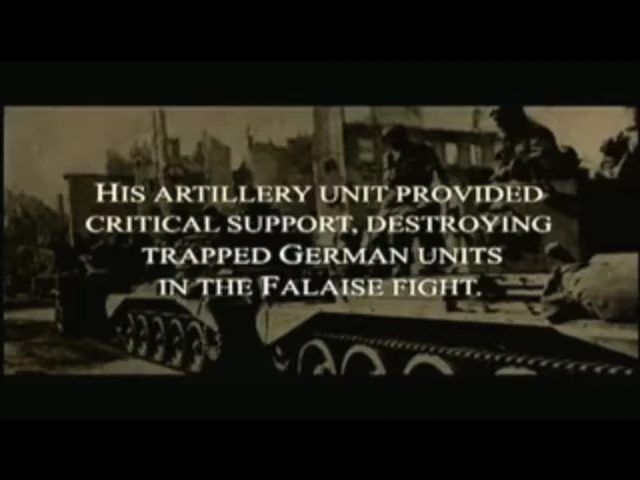 His artillery unit provided
critical support, destroying
trapped German units
in the Falaise fight.